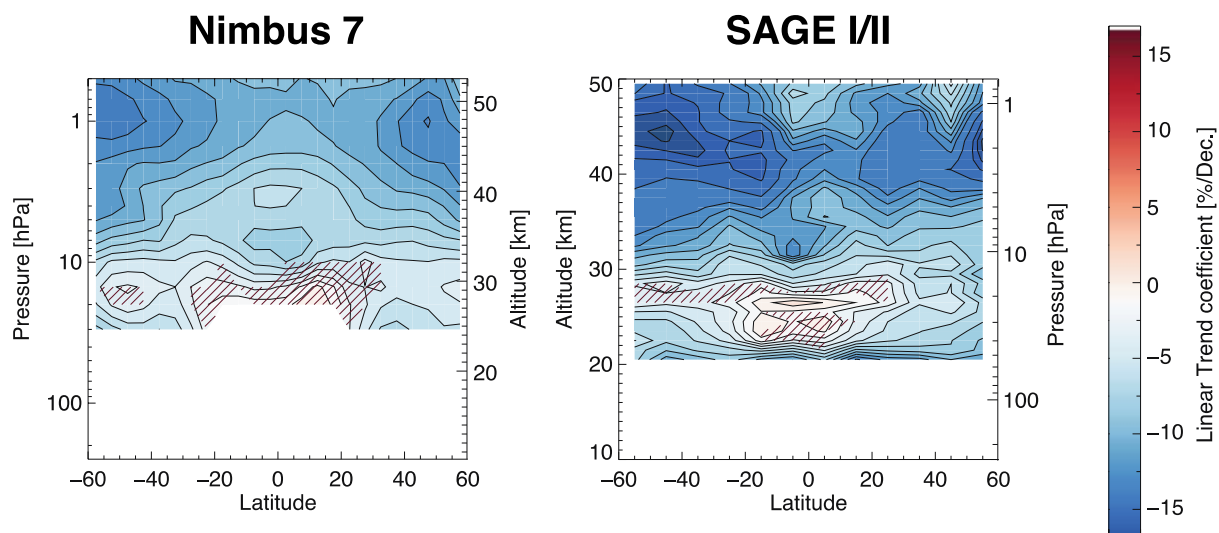 Nimbus 7
SAGE I/II
Pressure [hPa]
1
10
100
50
40
30
20
Altitude [km]
−60 −40 −20 0 20 40 60
Latitude
Altitude [km]
50
40
30
20
10
1
10
100
Pressure [hPa]
−60 −40 −20 0 20 40 60
Latitude
15
10
5
0
−5
−10
−15
Linear Trend coefficient [%/Dec.]